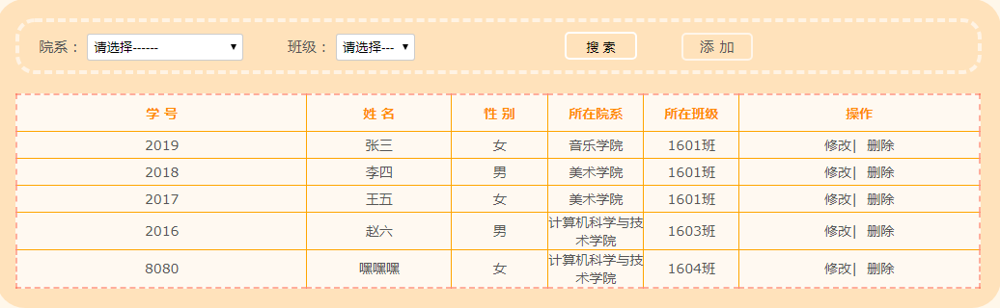 院系： 请选择------ 班级： 请选择--- 搜 索 添 加
学 号 姓 名 性 别 所在院系 所在班级 操作
2019 张三 女 音乐学院 1601班 修改| 删除
2018 李四 男 美术学院 1601班 修改| 删除
2017 王五 女 美术学院 1601班 修改| 删除
2016 赵六 男 计算机科学与技 1603班 修改| 删除
术学院
8080 嘿嘿嘿 女 计算机科学与技 1604班 修改| 删除
术学院